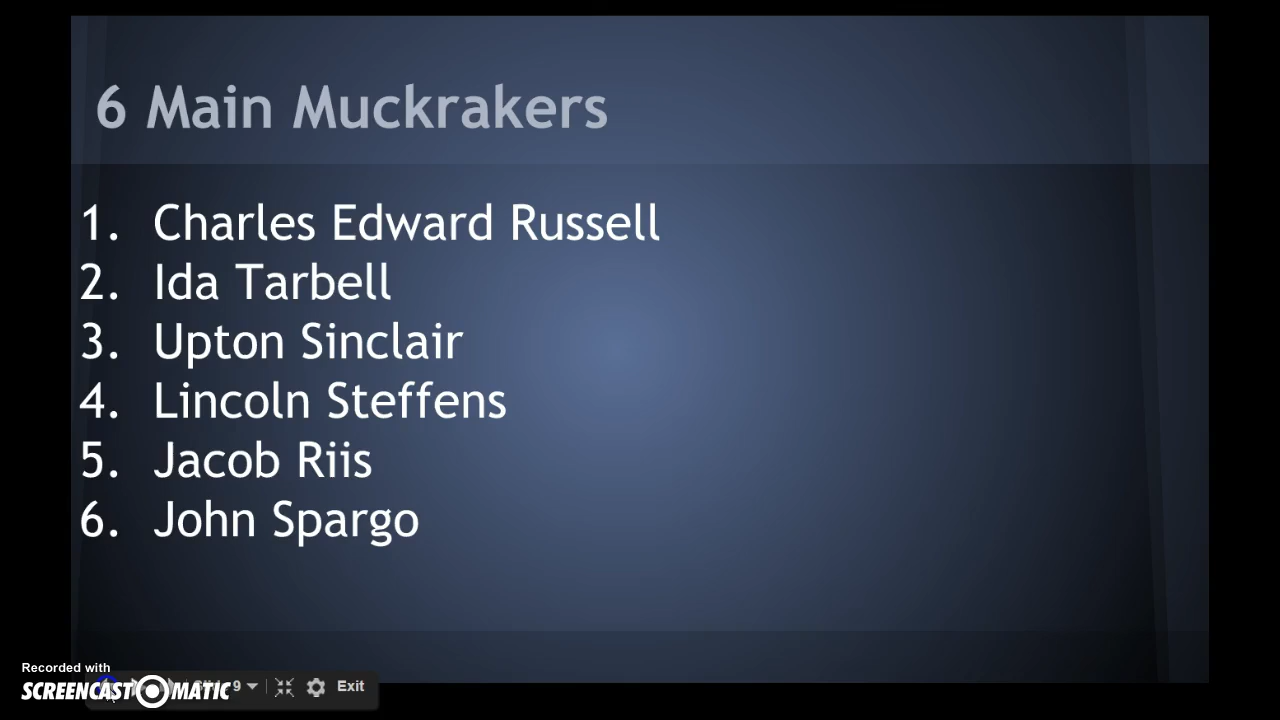 6 Main Muckrakers
1. Charles Edward Russell
2. Ida Tarbell
3. Upton Sinclair
4. Lincoln Steffens
5. Jacob Riis
6. John Spargo
Recorded with
SCREENCAST MATIC
9
Exit